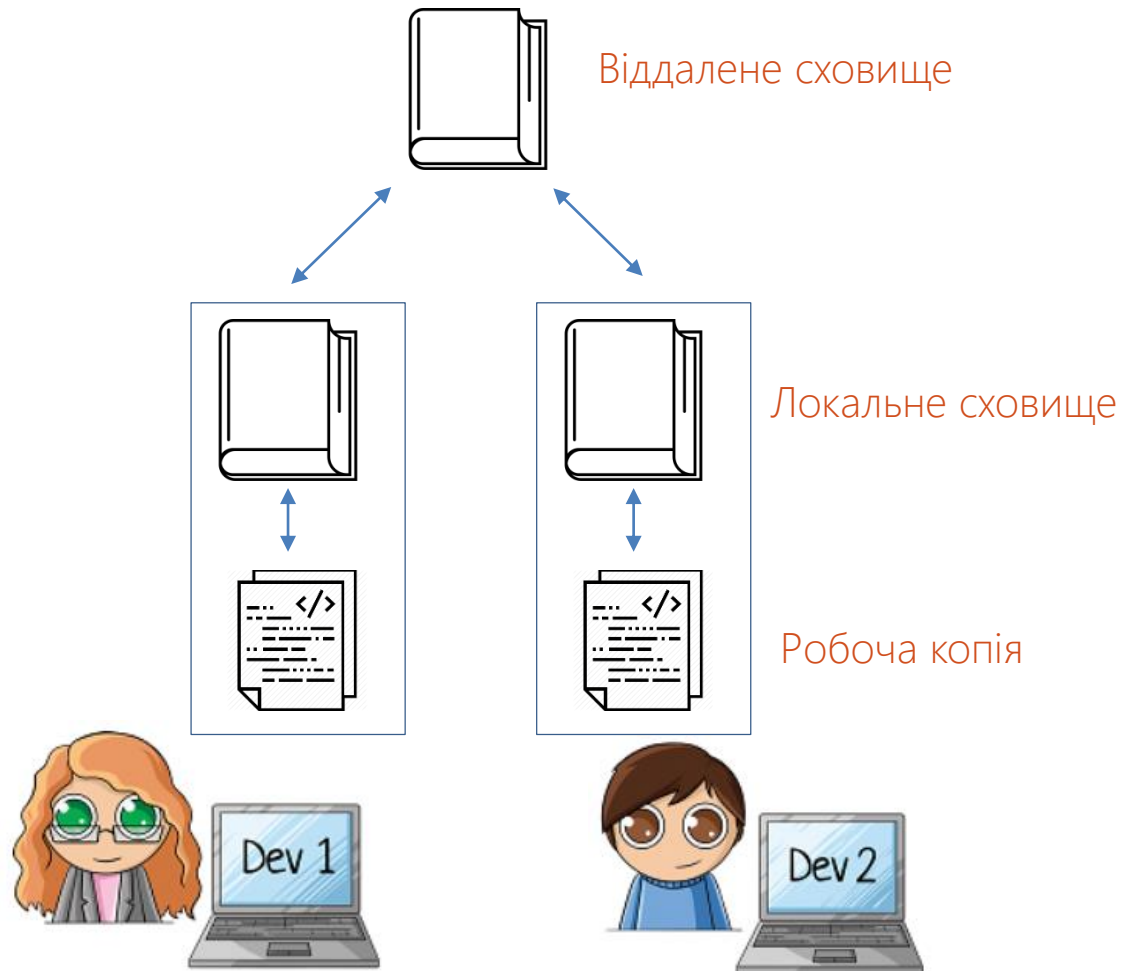 Віддалене сховище
Локальне сховище
</>
</>
Робоча копія
Dev 1
Dev 2